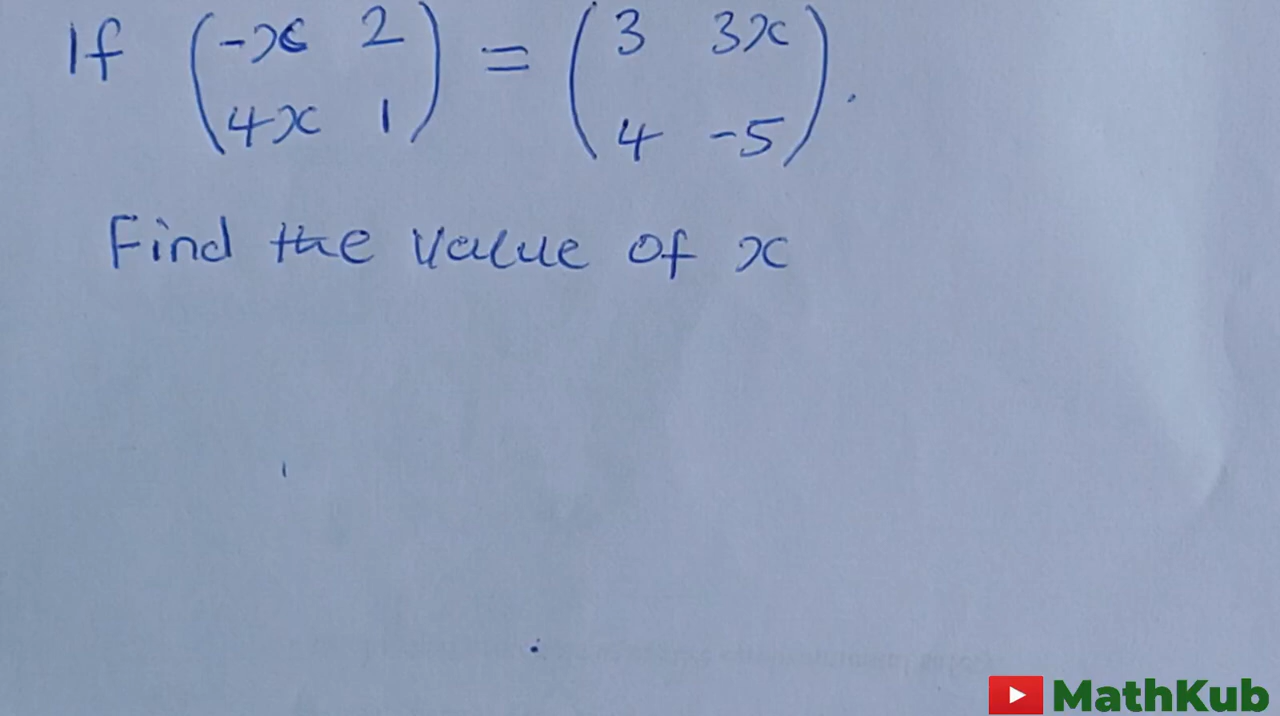 If (-x 2) = (3 3x).
(4x 1) (4 -5)
Find the value of x
MathKub